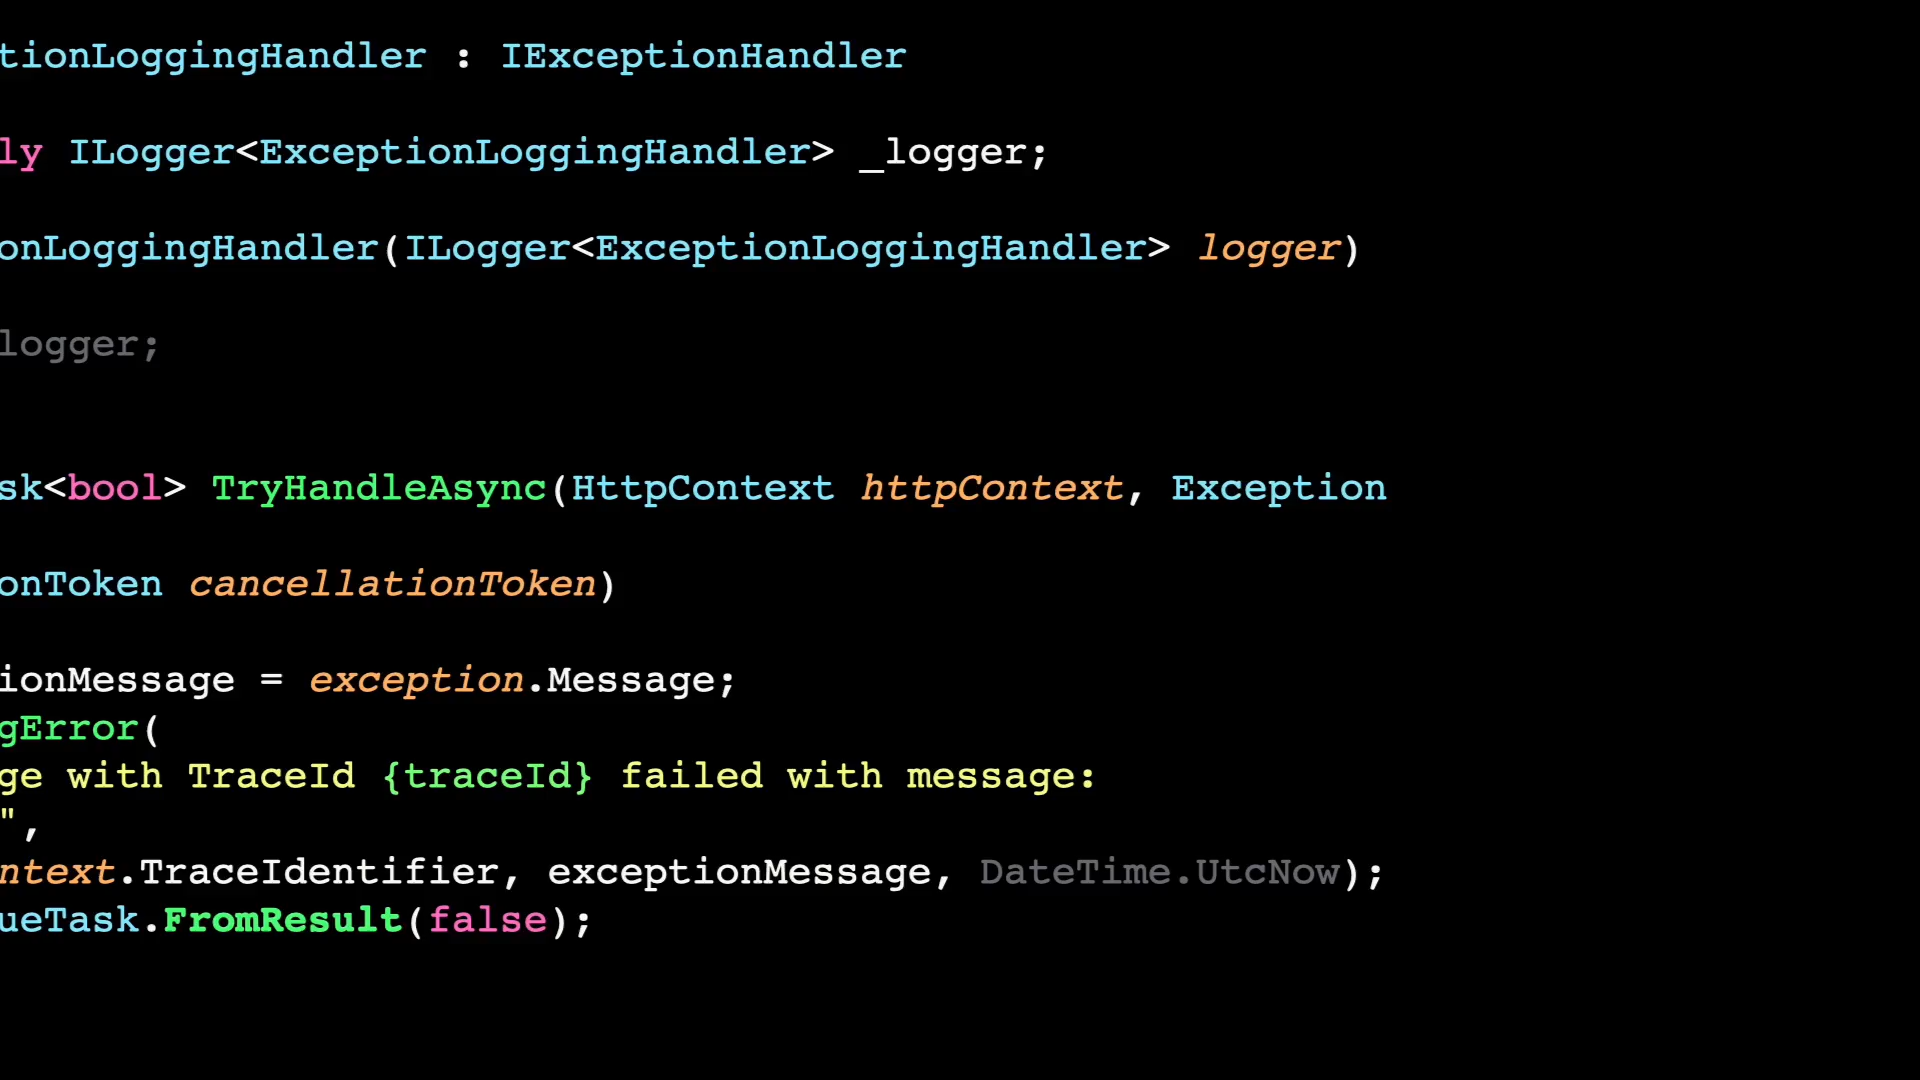 tionLoggingHandler : IExceptionHandler
ly ILogger<ExceptionLoggingHandler> _logger;
onLoggingHandler(ILogger<ExceptionLoggingHandler> logger)
logger;
sk<bool> TryHandleAsync(HttpContext httpContext, Exception
onToken cancellationToken)
ionMessage = exception.Message;
gError(
ge with TraceId {traceId} failed with message:
",
ntext.TraceIdentifier, exceptionMessage, DateTime.UtcNow);
ueTask.FromResult(false);